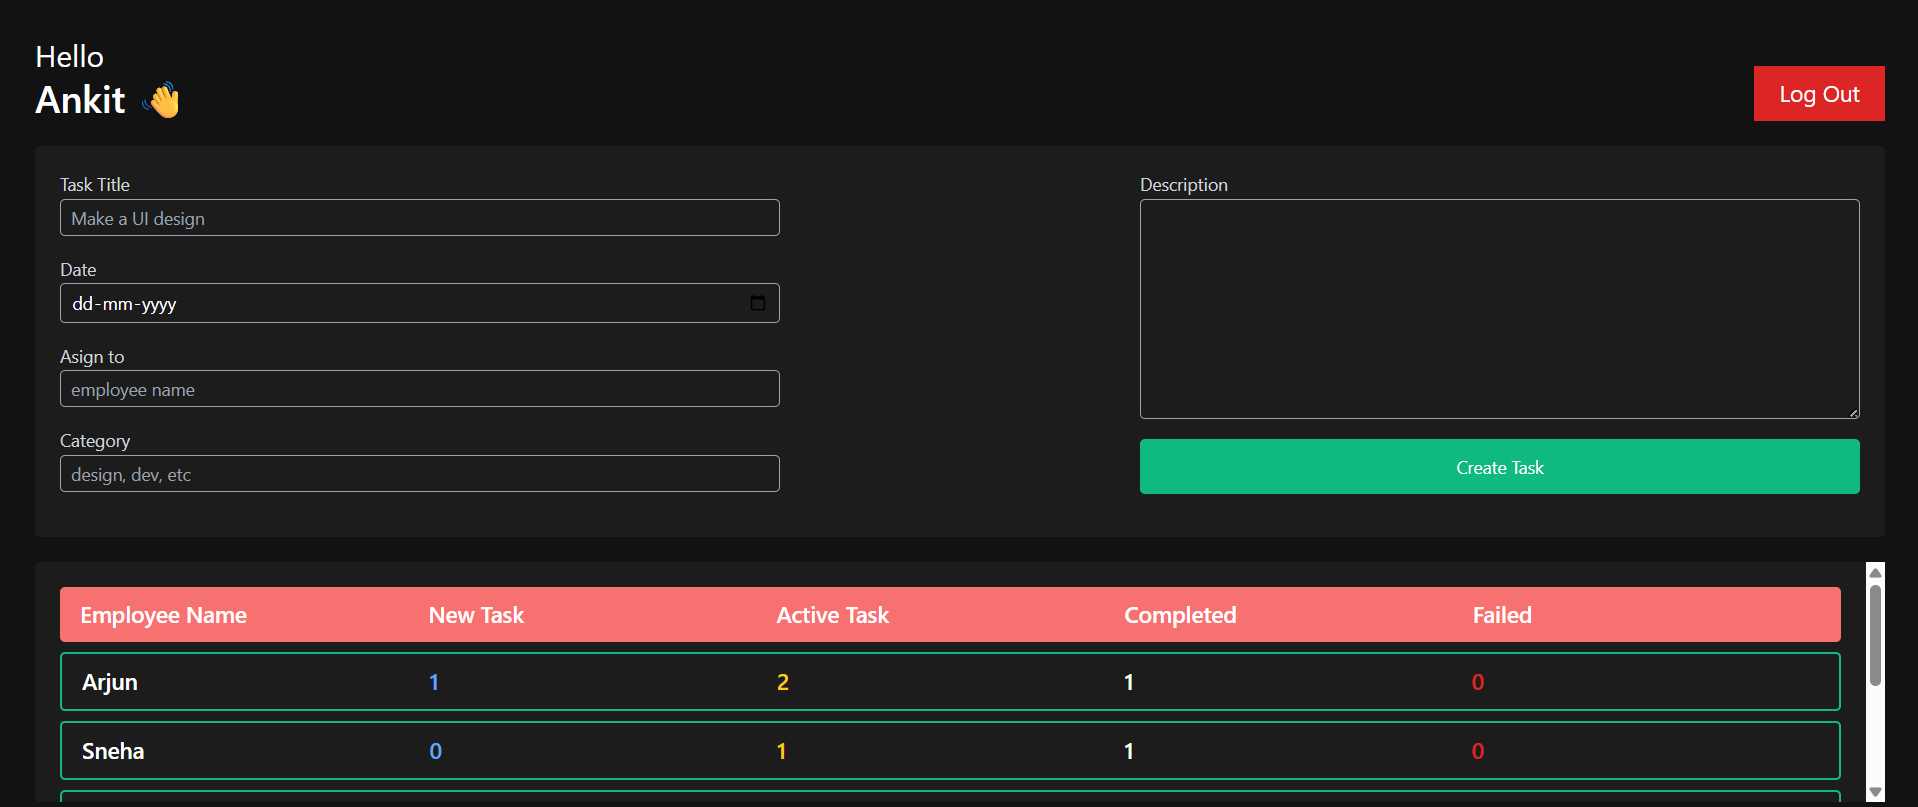 Hello
Ankit 👋
Log Out
Task Title
Make a UI design
Date
dd-mm-yyyy
Asign to
employee name
Category
design, dev, etc
Description
Create Task
Employee Name New Task Active Task Completed Failed
Arjun 1 2 1 0
Sneha 0 1 1 0